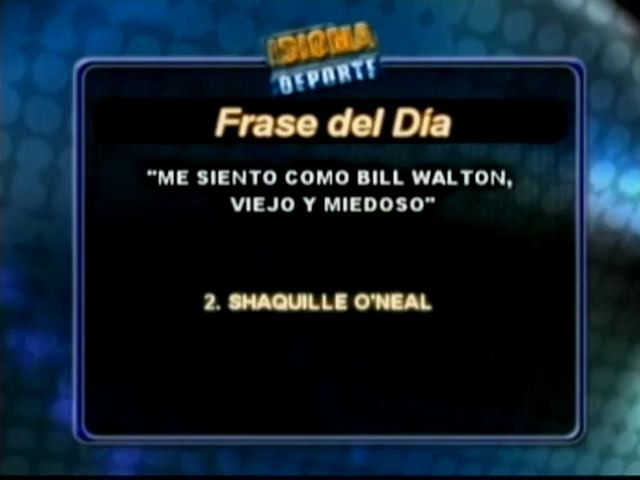 IDIOMA
DEPORTE
Frase del Día
"ME SIENTO COMO BILL WALTON,
VIEJO Y MIEDOSO"
2. SHAQUILLE O'NEAL